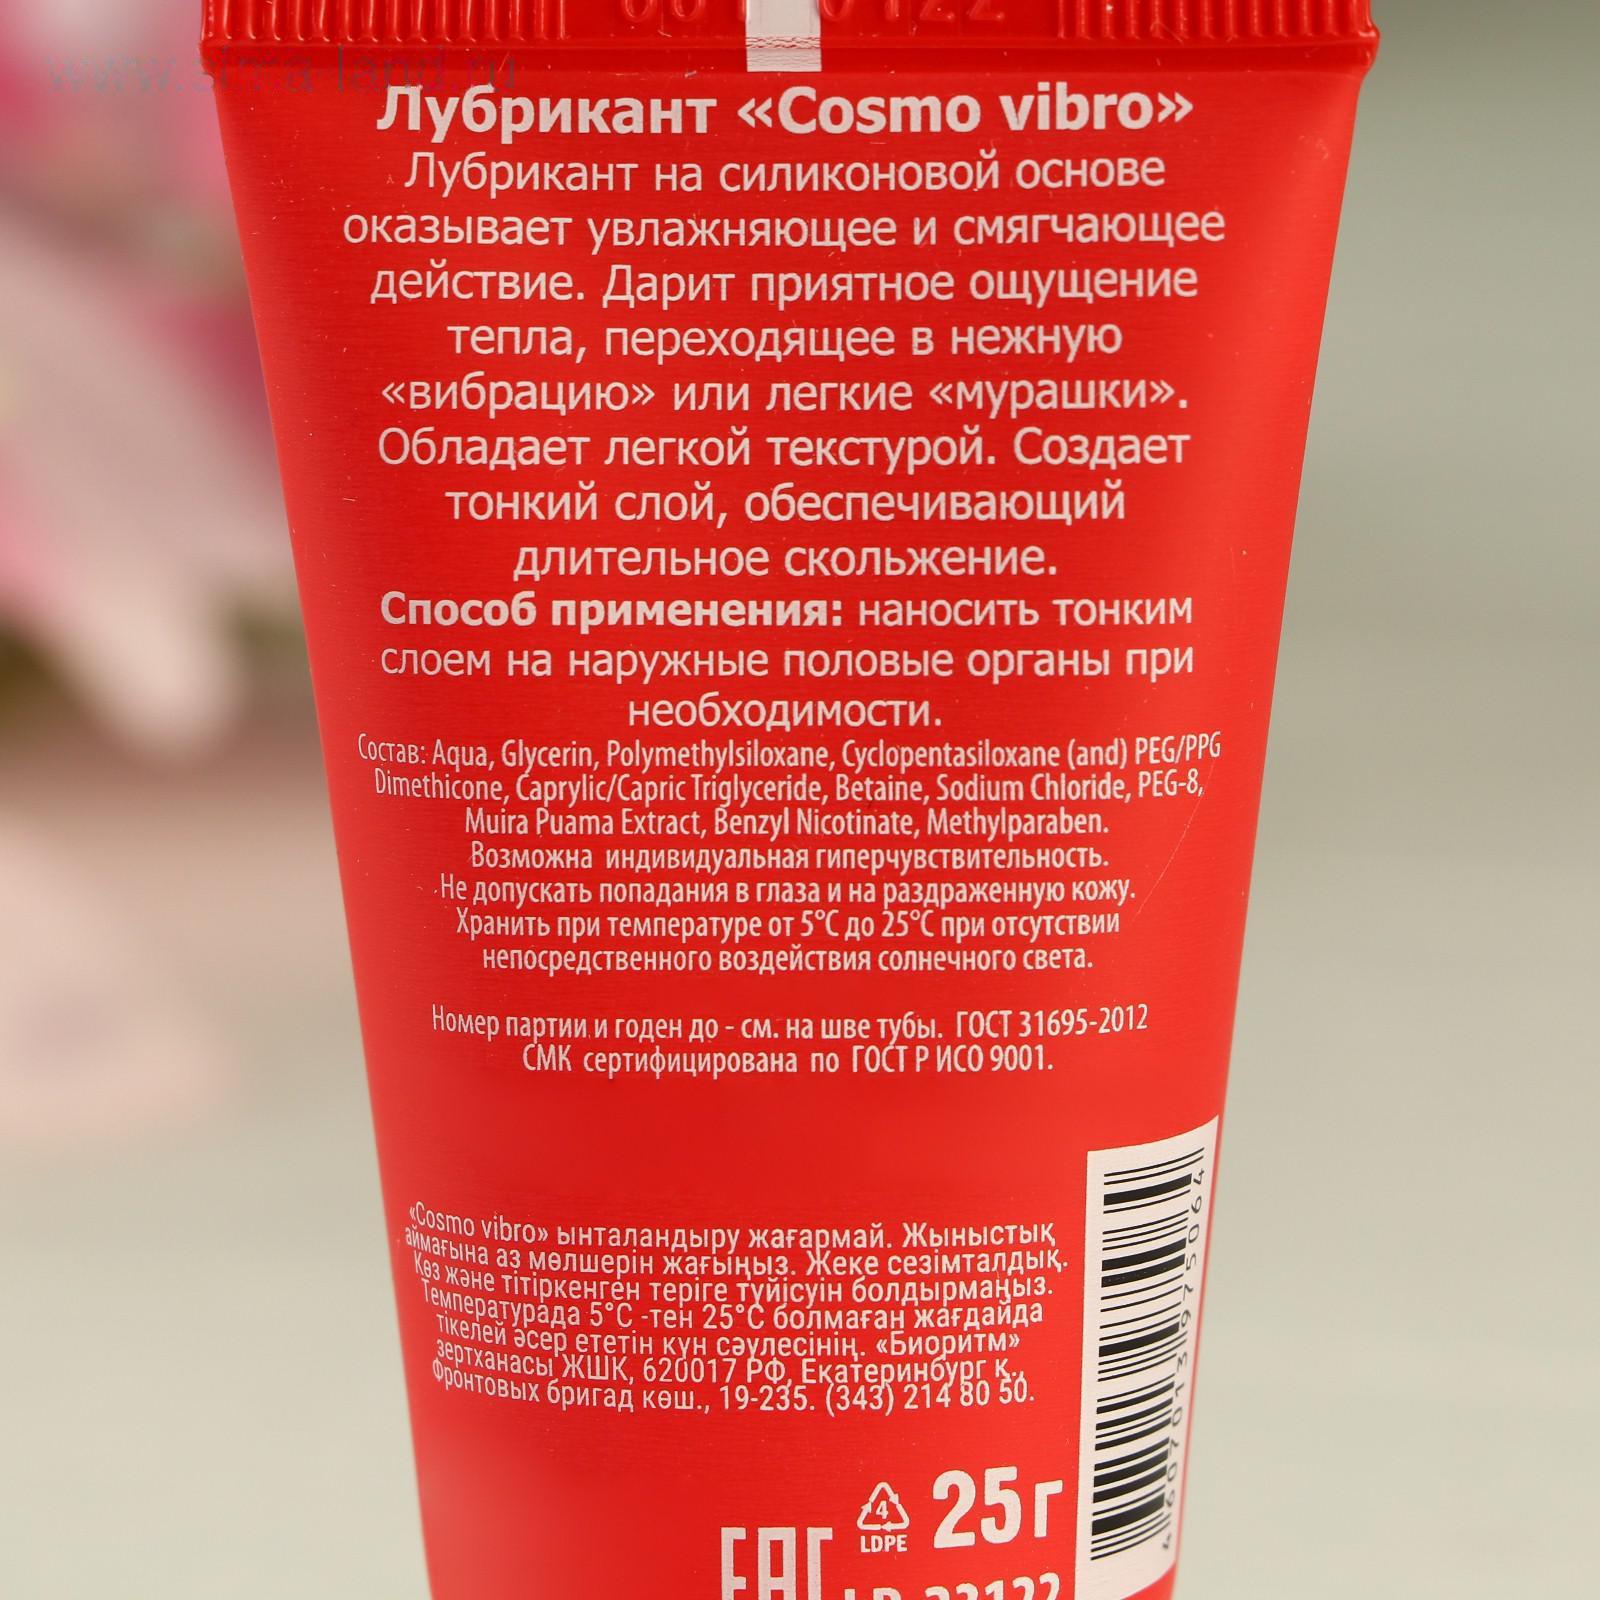 www.sima-land.ru
Лубрикант «Cosmo vibro»
Лубрикант на силиконовой основе
оказывает увлажняющее и смягчающее
действие. Дарит приятное ощущение
тепла, переходящее в нежную
«вибрацию» или легкие «мурашки».
Обладает легкой текстурой. Создает
тонкий слой, обеспечивающий
длительное скольжение.
Способ применения: наносить тонким
слоем на наружные половые органы при
необходимости.
Состав: Aqua, Glycerin, Polymethylsiloxane, Cyclopentasiloxane (and) PEG/PPG
Dimethicone, Caprylic/Capric Triglyceride, Betaine, Sodium Chloride, PEG-8,
Muira Puama Extract, Benzyl Nicotinate, Methylparaben.
Возможна индивидуальная гиперчувствительность.
Не допускать попадания в глаза и на раздраженную кожу.
Хранить при температуре от 5°С до 25°С при отсутствии
непосредственного воздействия солнечного света.
Номер партии и годен до - см. на шве тубы. ГОСТ 31695-2012
СМК сертифицирована по ГОСТ Р ИСО 9001.
«Cosmo vibro» ынталандыру жағармай. Жыныстық
аймағына аз мөлшерін жағыңыз. Жеке сезімталдық.
Көз және тітіркенген теріге түйісуін болдырмаңыз.
Температурада 5°С -тен 25°С болмаған жағдайда
тікелей әсер ететін күн сәулесінің. «Биоритм»
зертханасы ЖШК, 620017 РФ, Екатеринбург қ.,
Фронтовых бригад көш., 19-235. (343) 214 80 50.
4607013975064
4
LDPE
25г
EAC